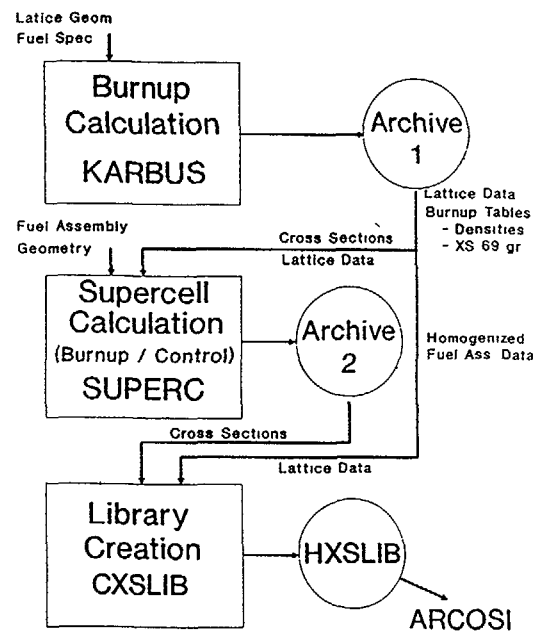 Latice Geom
Fuel Spec
Burnup
Calculation
KARBUS
Archive
1
Lattice Data
Burnup Tables
- Densities
- XS 69 gr
Fuel Assembly
Geometry
Cross Sections
Lattice Data
Supercell
Calculation
(Burnup / Control)
SUPERC
Archive
2
Homogenized
Fuel Ass Data
Cross Sections
Lattice Data
Library
Creation
CXSLIB
HXSLIB
ARCOSI